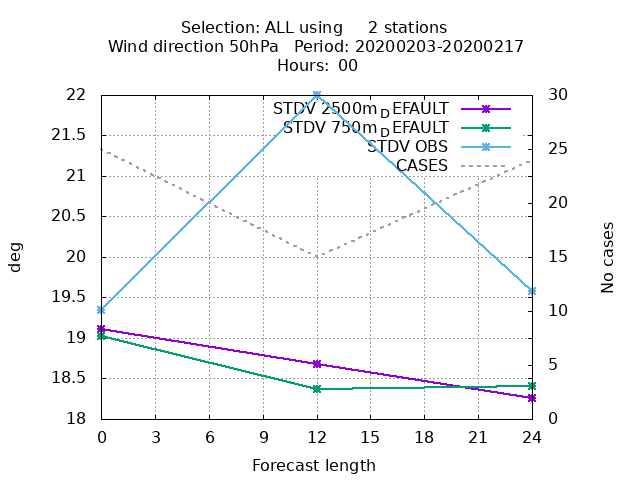 Selection: ALL using     2 stations
Wind direction 50hPa   Period: 20200203-20200217
Hours: 00
22
21.5
21
20.5
20
19.5
19
18.5
18
30
25
20
15
10
5
0
STDV 2500m_DEFAULT
STDV 750m_DEFAULT
STDV OBS
CASES
deg
No cases
0 3 6 9 12 15 18 21 24
Forecast length